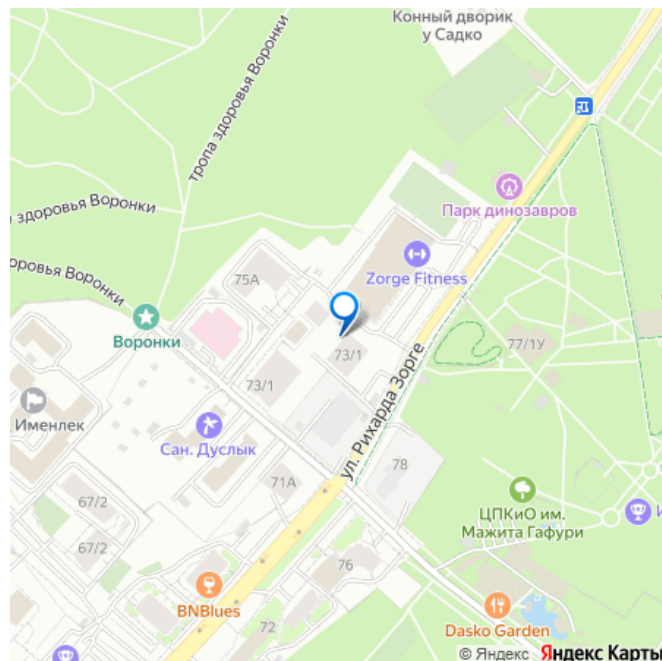 Конный дворик
у Садко
тропа здоровья Воронки
здоровья Воронки
Парк динозавров
оровья Воронки
75А
Zorge Fitness
Воронки
73/1
77/1У
ул. Рихарда Зорге
73/1
Именлек
Сан. Дуслык
78
71А
67/2
ЦПКиО им.
Мажита Гафури
67/2
76
BNBlues
72
Dasko Garden
© Яндекс Яндекс Карты